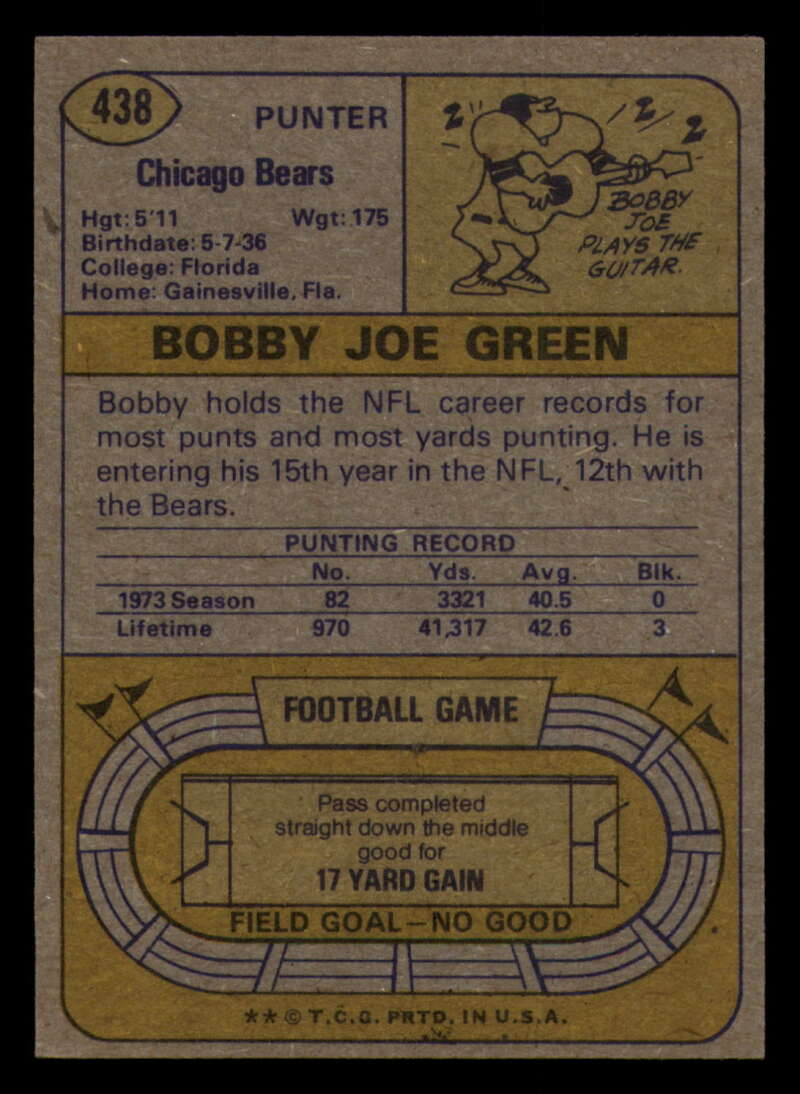 438
PUNTER
Chicago Bears
Hgt: 5'11 Wgt: 175
Birthdate: 5-7-36
College: Florida
Home: Gainesville, Fla.
Z Z Z
BOBBY
JOE
PLAYS THE
GUITAR.
BOBBY JOE GREEN
Bobby holds the NFL career records for
most punts and most yards punting. He is
entering his 15th year in the NFL, 12th with
the Bears.
PUNTING RECORD
No. Yds. Avg. Blk.
1973 Season 82 3321 40.5 0
Lifetime 970 41,317 42.6 3
FOOTBALL GAME
Pass completed
straight down the middle
good for
17 YARD GAIN
FIELD GOAL—NO GOOD
** © T.C.G. PRTD. IN U.S.A.